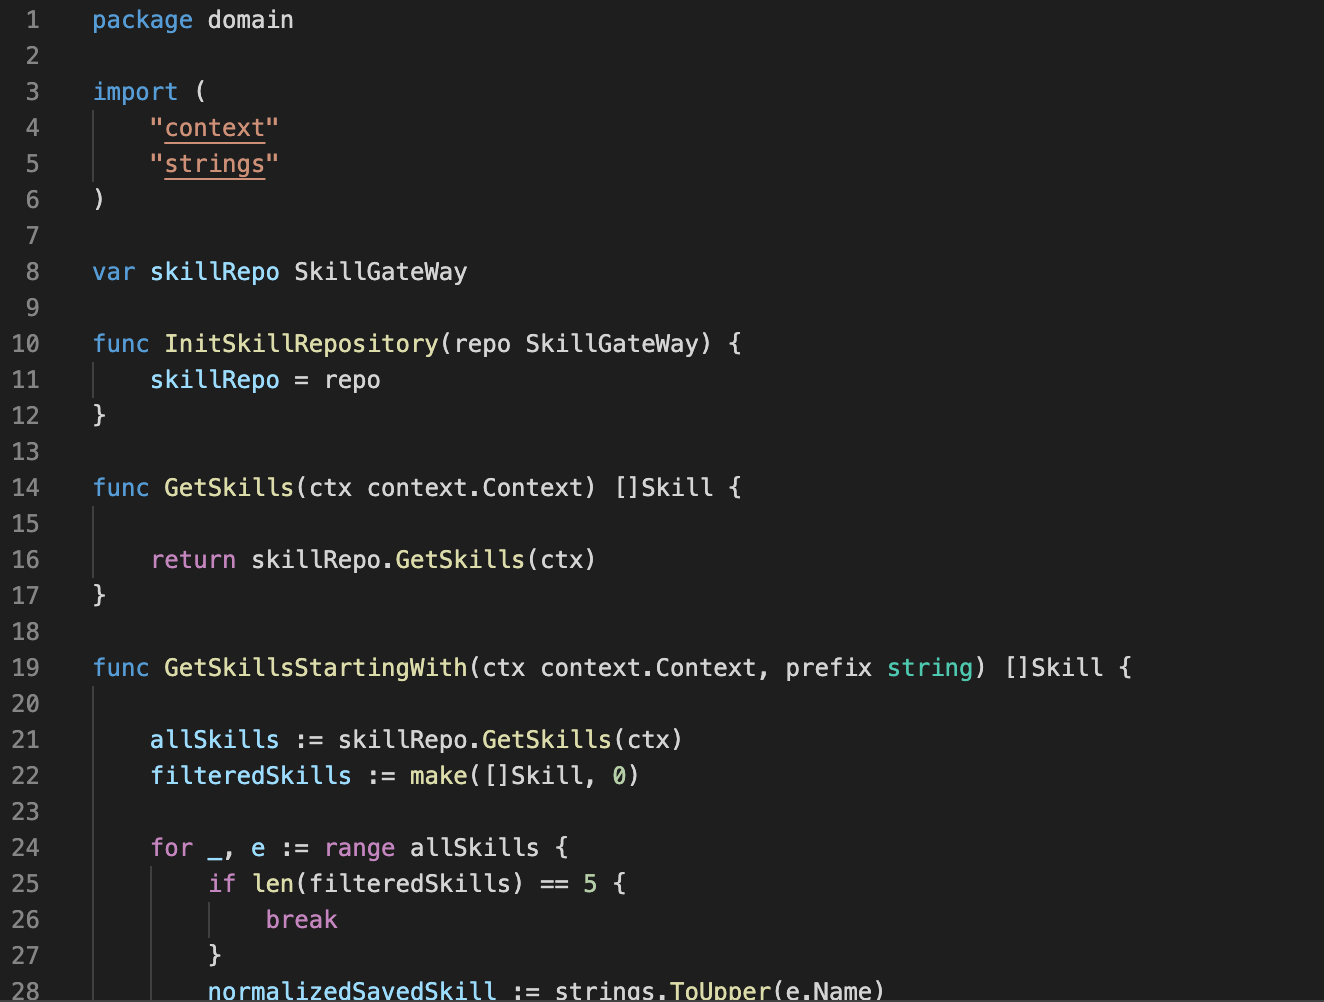 1 package domain
2
3 import (
4 "context"
5 "strings"
6 )
7
8 var skillRepo SkillGateWay
9
10 func InitSkillRepository(repo SkillGateWay) {
11 skillRepo = repo
12 }
13
14 func GetSkills(ctx context.Context) []Skill {
15
16 return skillRepo.GetSkills(ctx)
17 }
18
19 func GetSkillsStartingWith(ctx context.Context, prefix string) []Skill {
20
21 allSkills := skillRepo.GetSkills(ctx)
22 filteredSkills := make([]Skill, 0)
23
24 for _, e := range allSkills {
25 if len(filteredSkills) == 5 {
26 break
27 }
28 normalizedSavedSkill := strings.ToUpper(e.Name)